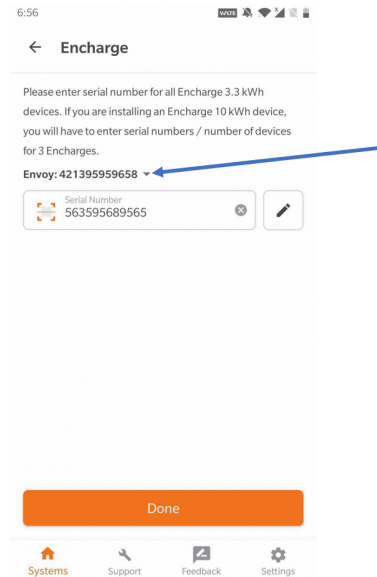 6:56
VoLTE
Encharge
Please enter serial number for all Encharge 3.3 kWh
devices. If you are installing an Encharge 10 kWh device,
you will have to enter serial numbers / number of devices
for 3 Encharges.
Envoy: 421395959658
Serial Number
563595689565
Done
Systems Support Feedback Settings